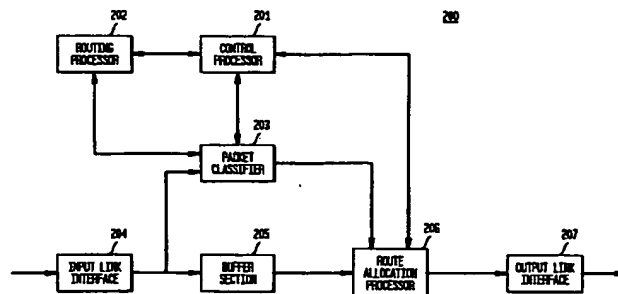 202
201
200
ROUTING
PROCESSOR
CONTROL
PROCESSOR
203
PACKET
CLASSIFIER
204
205
206
207
INPUT LINK
INTERFACE
BUFFER
SECTION
ROUTE
ALLOCATION
PROCESSOR
OUTPUT LINK
INTERFACE